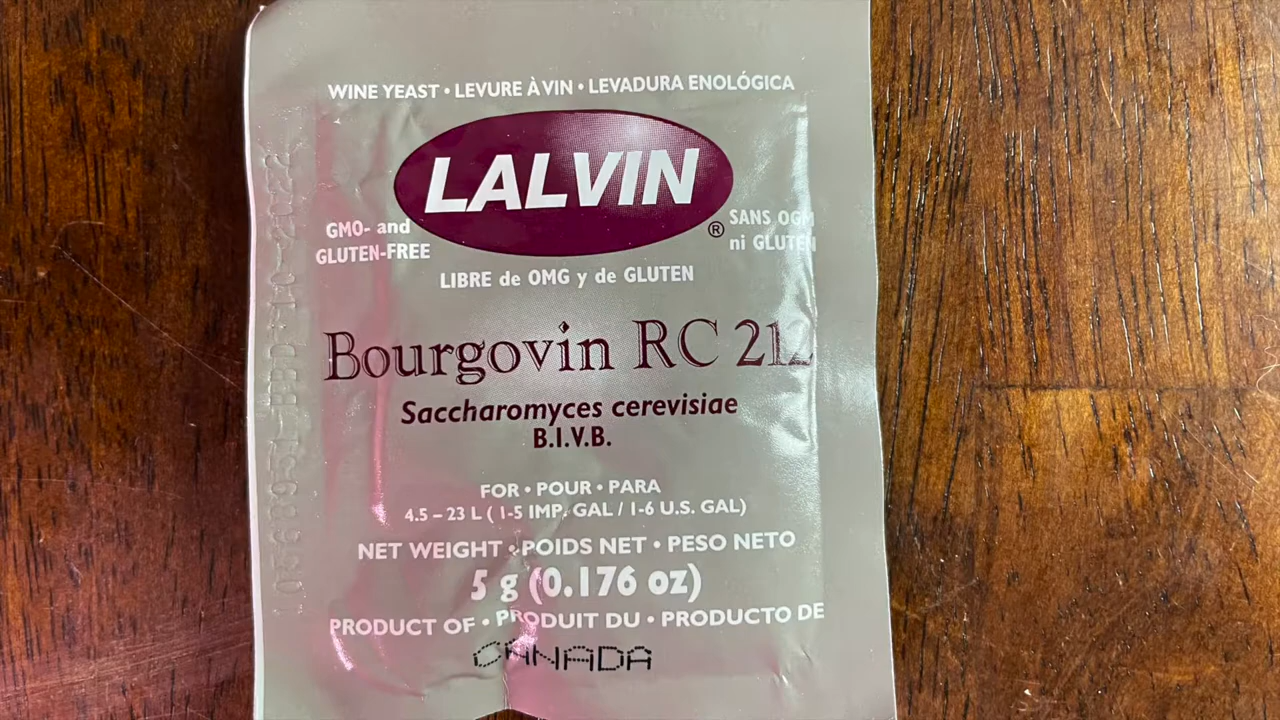 WINE YEAST • LEVURE À VIN • LEVADURA ENOLÓGICA
LALVIN ®
GMO- and
GLUTEN-FREE
SANS OGM
ni GLUTEN
LIBRE de OMG y de GLUTEN
Bourgovin RC 212
Saccharomyces cerevisiae
B.I.V.B.
FOR • POUR • PARA
4.5 – 23 L ( 1-5 IMP. GAL / 1-6 U.S. GAL)
NET WEIGHT • POIDS NET • PESO NETO
5 g (0.176 oz)
PRODUCT OF • PRODUIT DU • PRODUCTO DE
CANADA